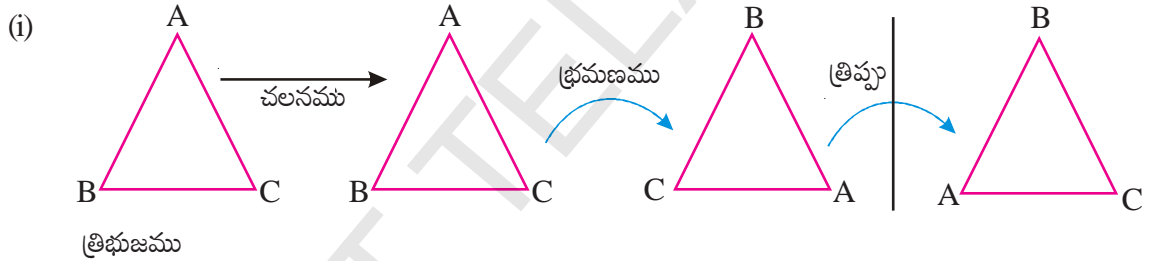 (i)
A A B B
చలనము భ్రమణము త్రిప్పు
B C B C C A A C
త్రిభుజము